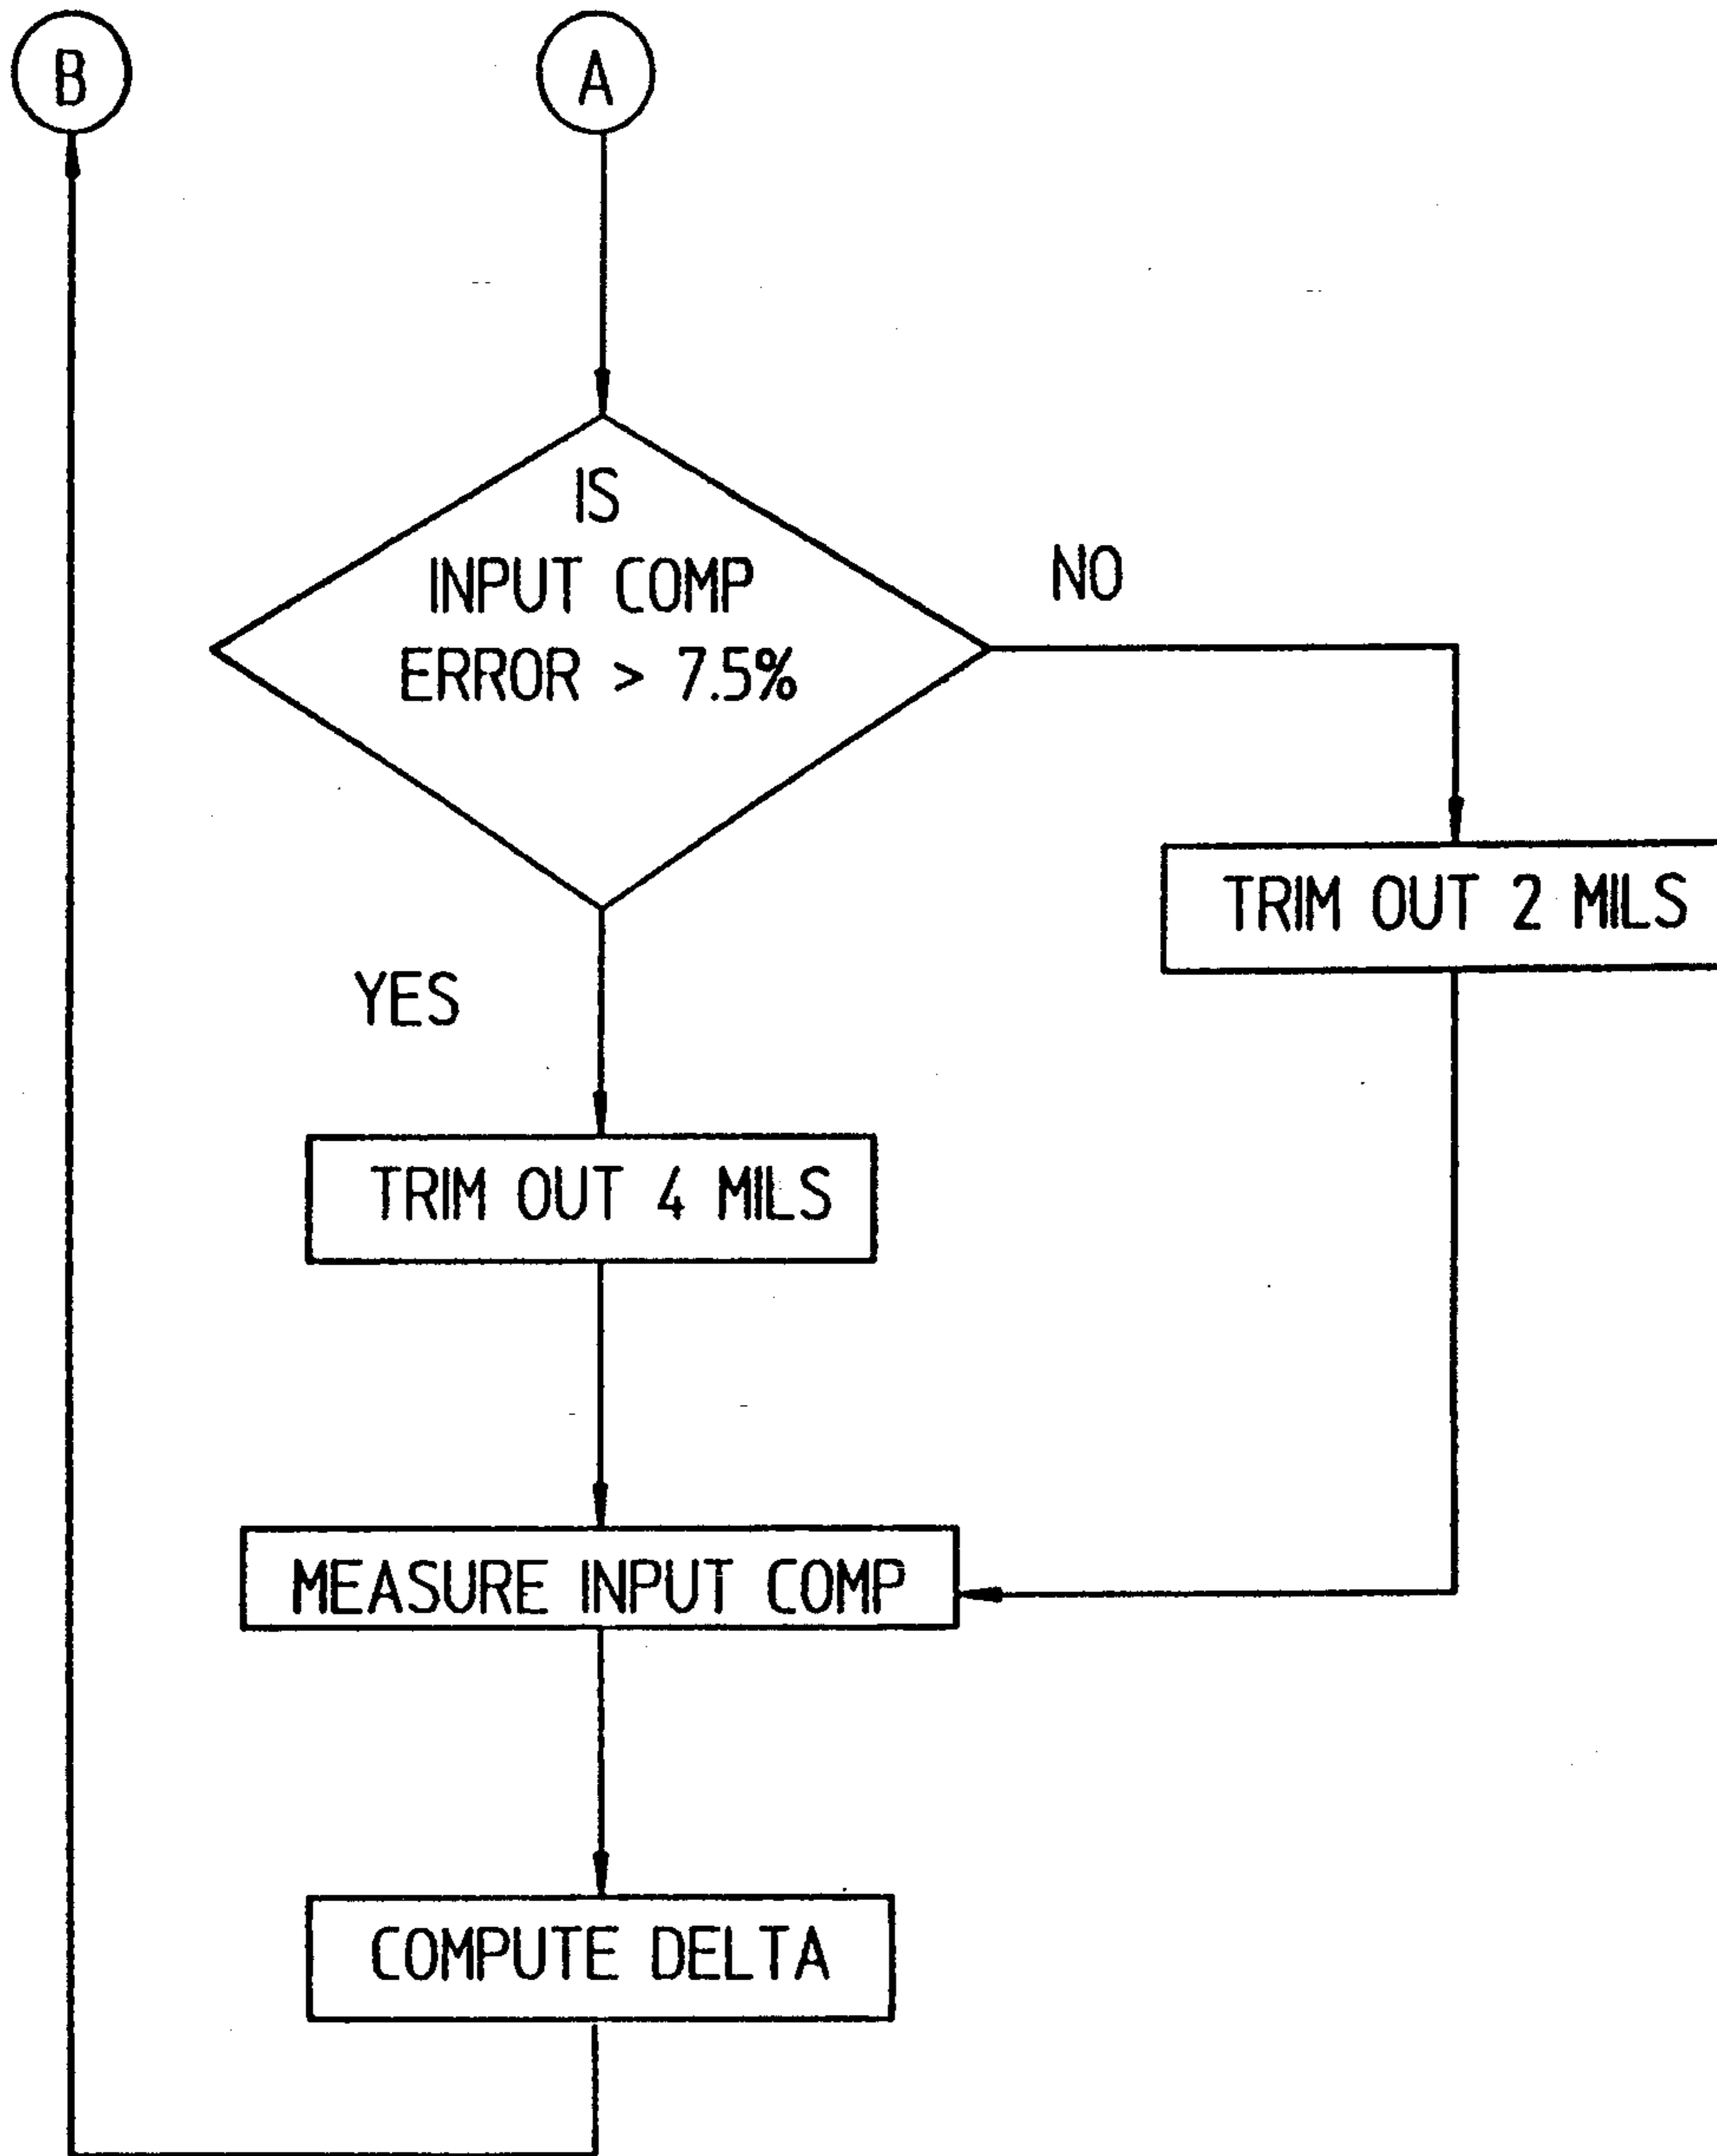 B
A
IS
INPUT COMP
ERROR > 7.5%
NO
TRIM OUT 2 MILS
YES
TRIM OUT 4 MILS
MEASURE INPUT COMP
COMPUTE DELTA